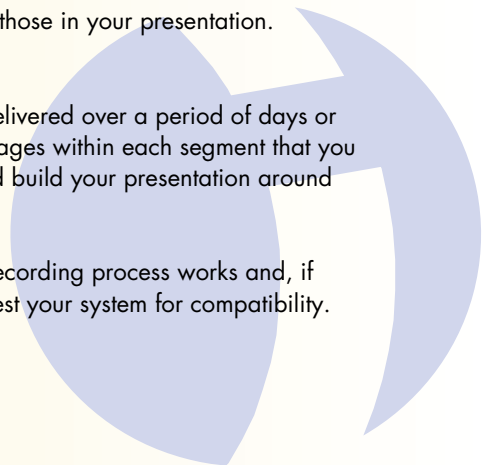 those in your presentation.
elivered over a period of days or
ages within each segment that you
d build your presentation around
ecording process works and, if
est your system for compatibility.